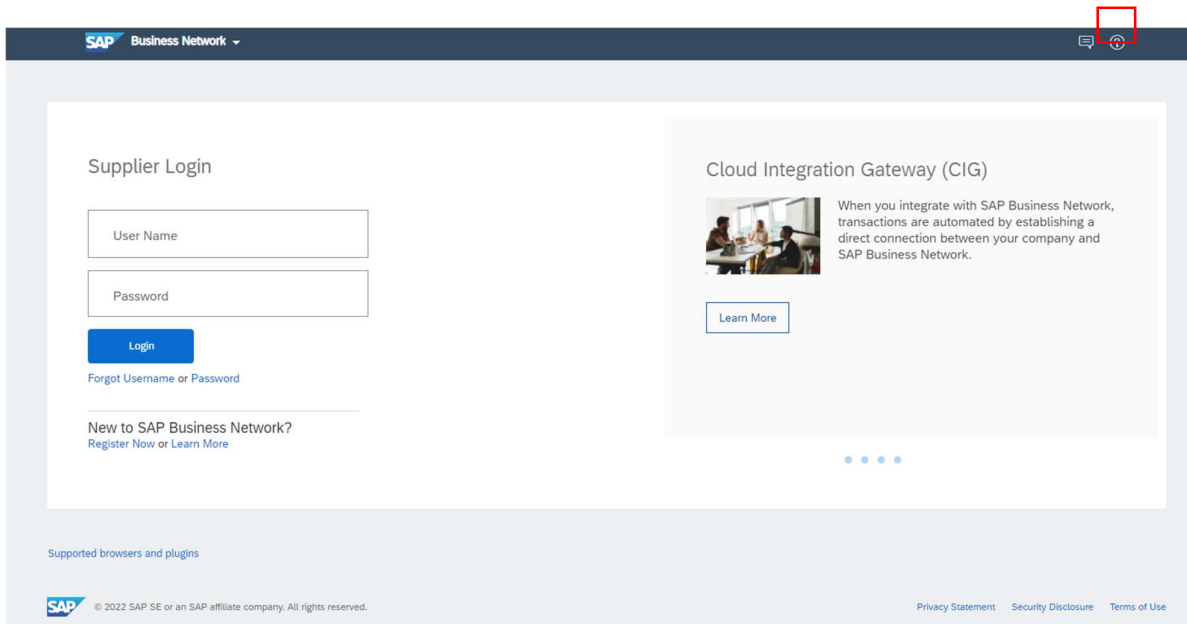 SAP Business Network
Supplier Login
User Name
Password
Login
Forgot Username or Password
New to SAP Business Network?
Register Now or Learn More
Cloud Integration Gateway (CIG)
When you integrate with SAP Business Network,
transactions are automated by establishing a
direct connection between your company and
SAP Business Network.
Learn More
Supported browsers and plugins
SAP © 2022 SAP SE or an SAP affiliate company. All rights reserved.
Privacy Statement Security Disclosure Terms of Use